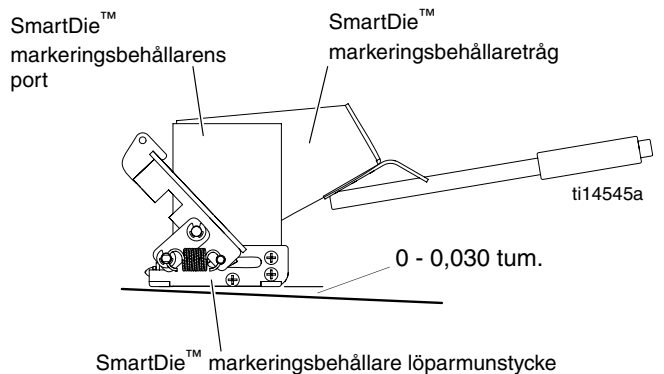 SmartDie™
markeringsbehållarens
port
SmartDie™
markeringsbehållaretråg
ti14545a
0 - 0,030 tum.
SmartDie™ markeringsbehållare löparmunstycke